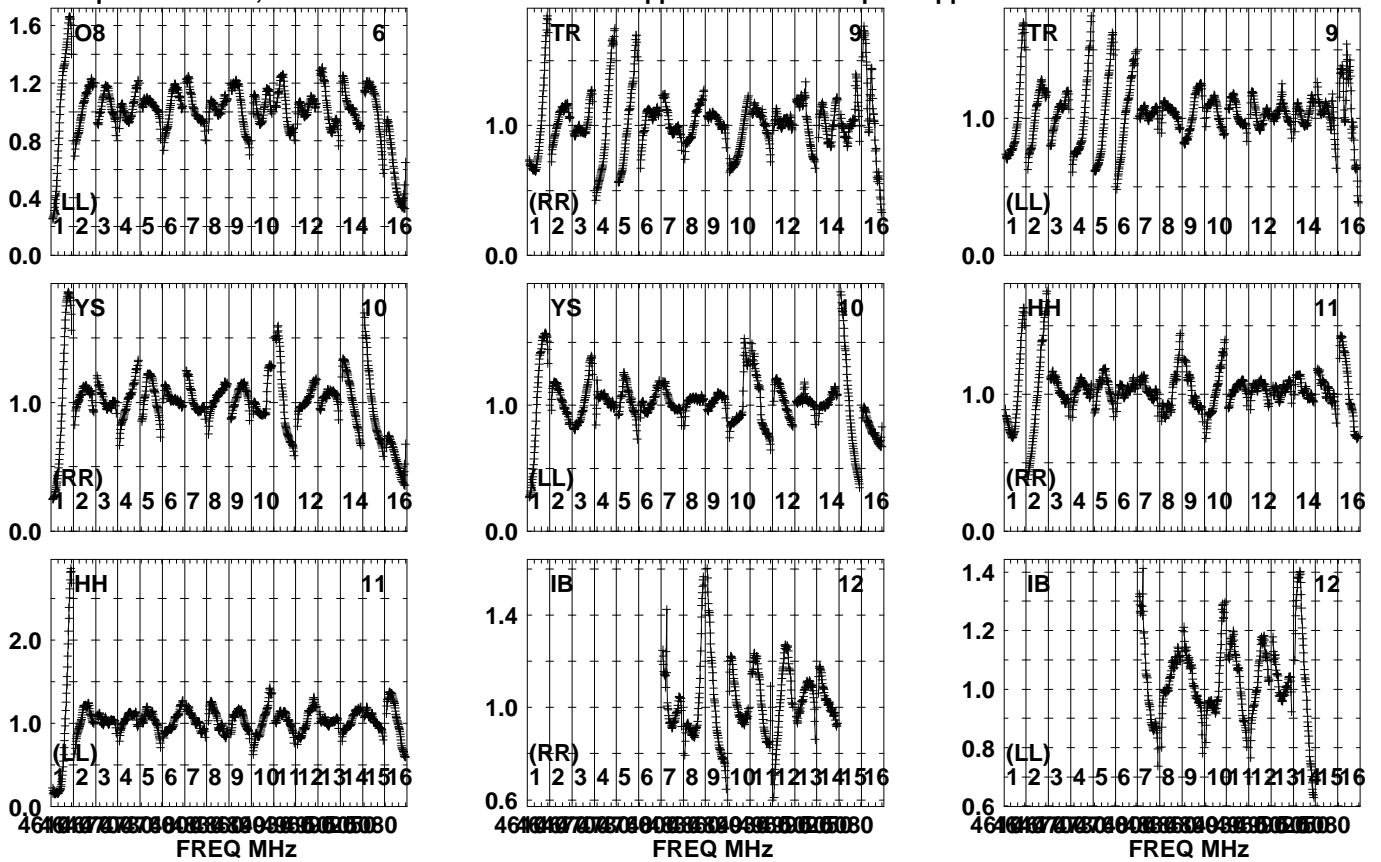 1.6 O8 6
1.2
0.8
0.4 (LL)
1 2 3 4 5 6 7 8 9 10 12 14 16
0.0
TR 9
1.0
(RR)
1 2 3 4 5 6 7 8 9 10 12 14 16
0.0
TR 9
1.0
(LL)
1 2 3 4 5 6 7 8 9 10 12 14 16
0.0
YS 10
1.0
(RR)
1 2 3 4 5 6 7 8 9 10 12 14 16
0.0
YS 10
1.0
(LL)
1 2 3 4 5 6 7 8 9 10 12 14 16
0.0
HH 11
1.0
(RR)
1 2 3 4 5 6 7 8 9 10 12 14 16
0.0
HH 11
2.0
1.0
(LL)
1 2 3 4 5 6 7 8 9 10 11 12 13 14 15 16
0.0
FREQ MHz
IB 12
1.4
1.2
1.0
0.8
(RR)
1 2 3 4 5 6 7 8 9 10 11 12 13 14 15 16
0.6
FREQ MHz
1.4 IB 12
1.2
1.0
0.8
(LL)
1 2 3 4 5 6 7 8 9 10 11 12 13 14 15 16
0.6
FREQ MHz